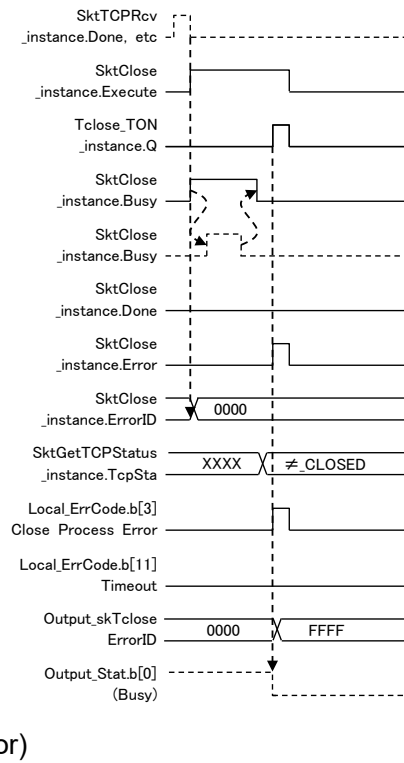 SktTCPRcv
_instance.Done, etc
SktClose
_instance.Execute
Tclose_TON
_instance.Q
SktClose
_instance.Busy
SktClose
_instance.Busy
SktClose
_instance.Done
SktClose
_instance.Error
SktClose
_instance.ErrorID
0000
SktGetTCPStatus
_instance.TcpSta
XXXX
≠_CLOSED
Local_ErrCode.b[3]
Close Process Error
Local_ErrCode.b[11]
Timeout
Output_skTclose
ErrorID
0000
FFFF
Output_Stat.b[0]
(Busy)
or)